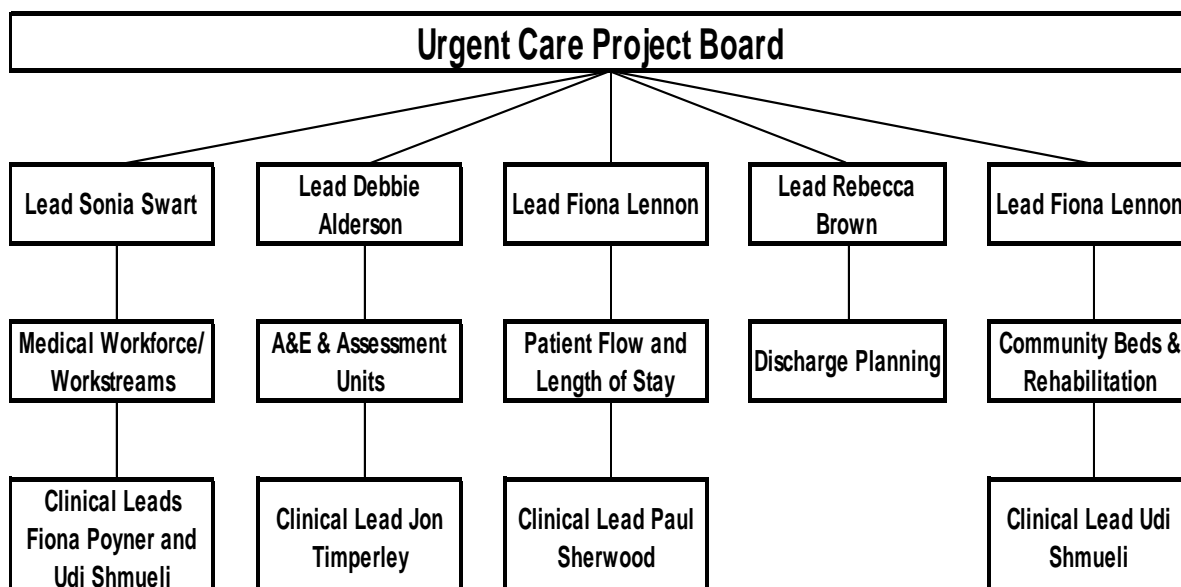 Urgent Care Project Board
Lead Sonia Swart
Lead Debbie
Alderson
Lead Fiona Lennon
Lead Rebecca
Brown
Lead Fiona Lennon
Medical Workforce/
Workstreams
A&E & Assessment
Units
Patient Flow and
Length of Stay
Discharge Planning
Community Beds &
Rehabilitation
Clinical Leads
Fiona Poyner and
Udi Shmueli
Clinical Lead Jon
Timperley
Clinical Lead Paul
Sherwood
Clinical Lead Udi
Shmueli